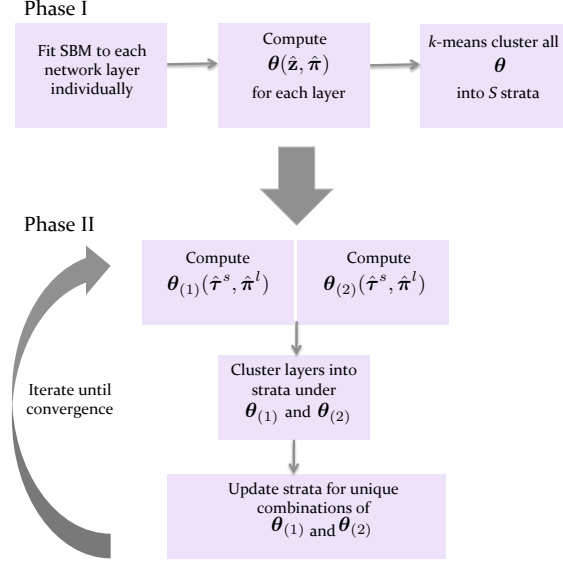 Phase I
Fit SBM to each
network layer
individually
Compute
θ(ẑ, π̂)
for each layer
k-means cluster all
θ
into S strata
Phase II
Compute
θ(1)(τ̂ˢ, π̂ˡ)
Compute
θ(2)(τ̂ˢ, π̂ˡ)
Cluster layers into
strata under
θ(1) and θ(2)
Iterate until
convergence
Update strata for unique
combinations of
θ(1) and θ(2)